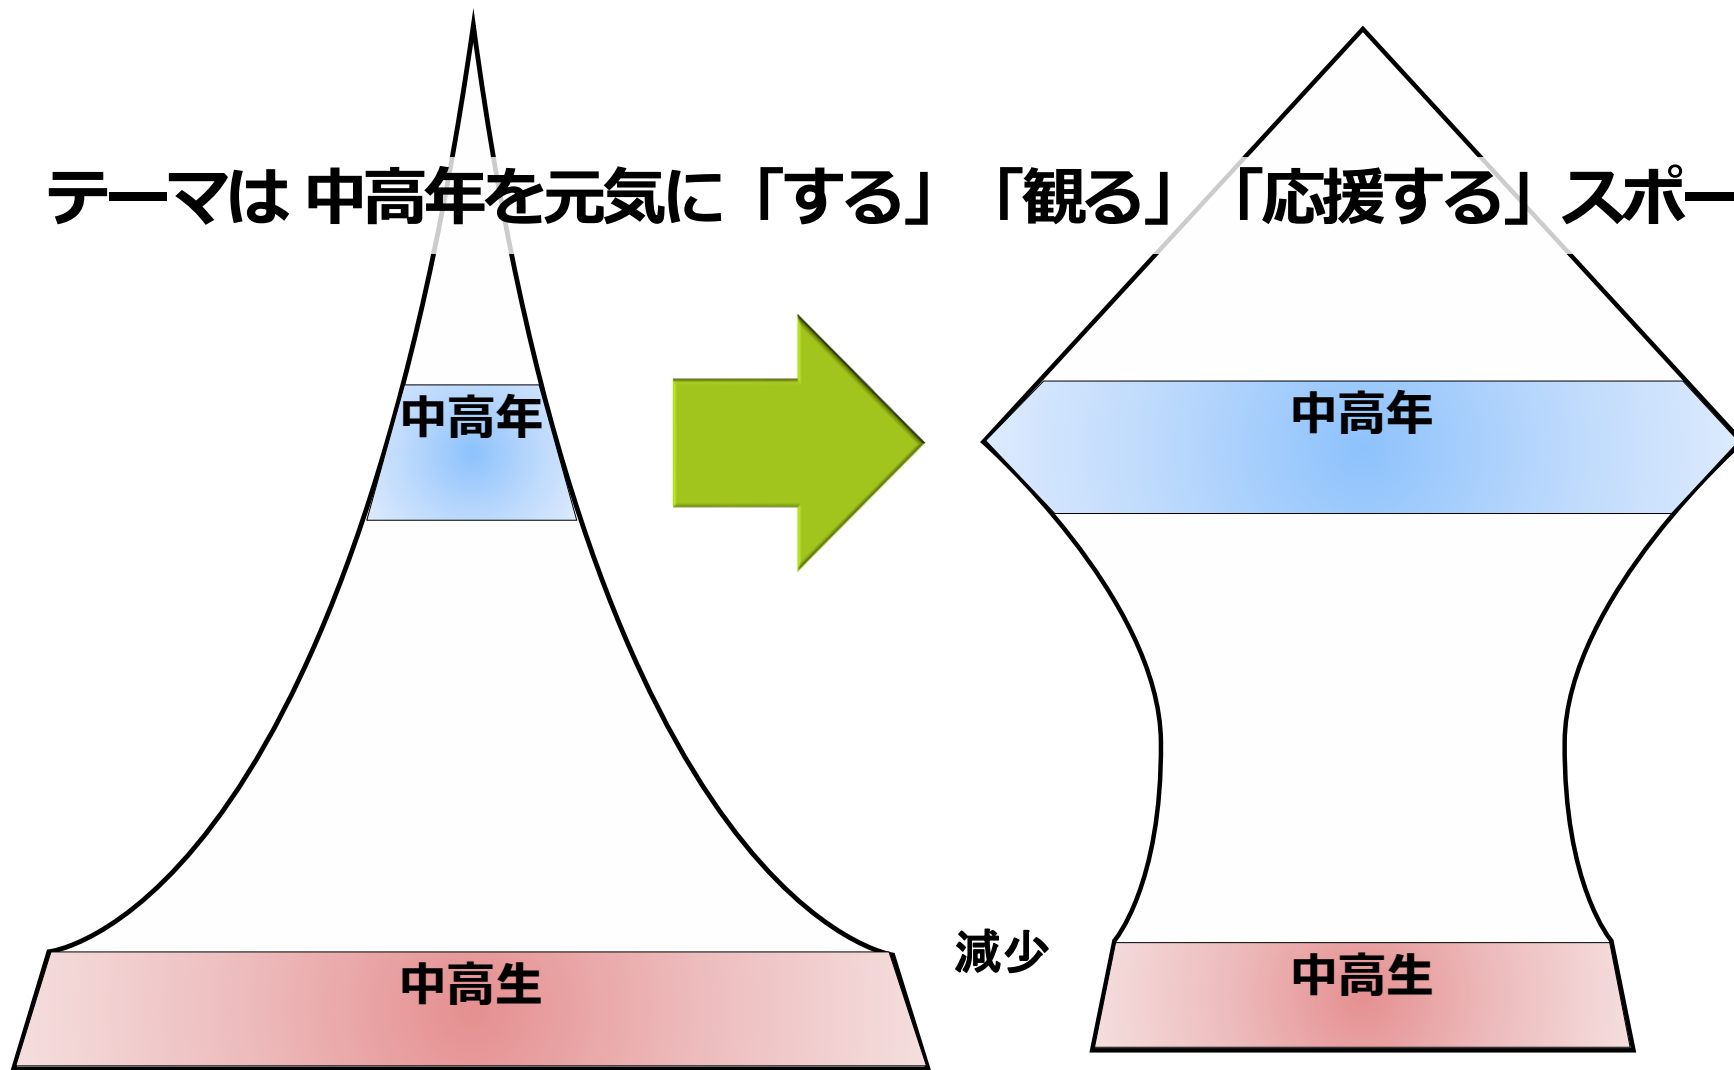 テーマは 中高年を元気に「する」「観る」「応援する」スポー
中高年
中高年
減少
中高生
中高生